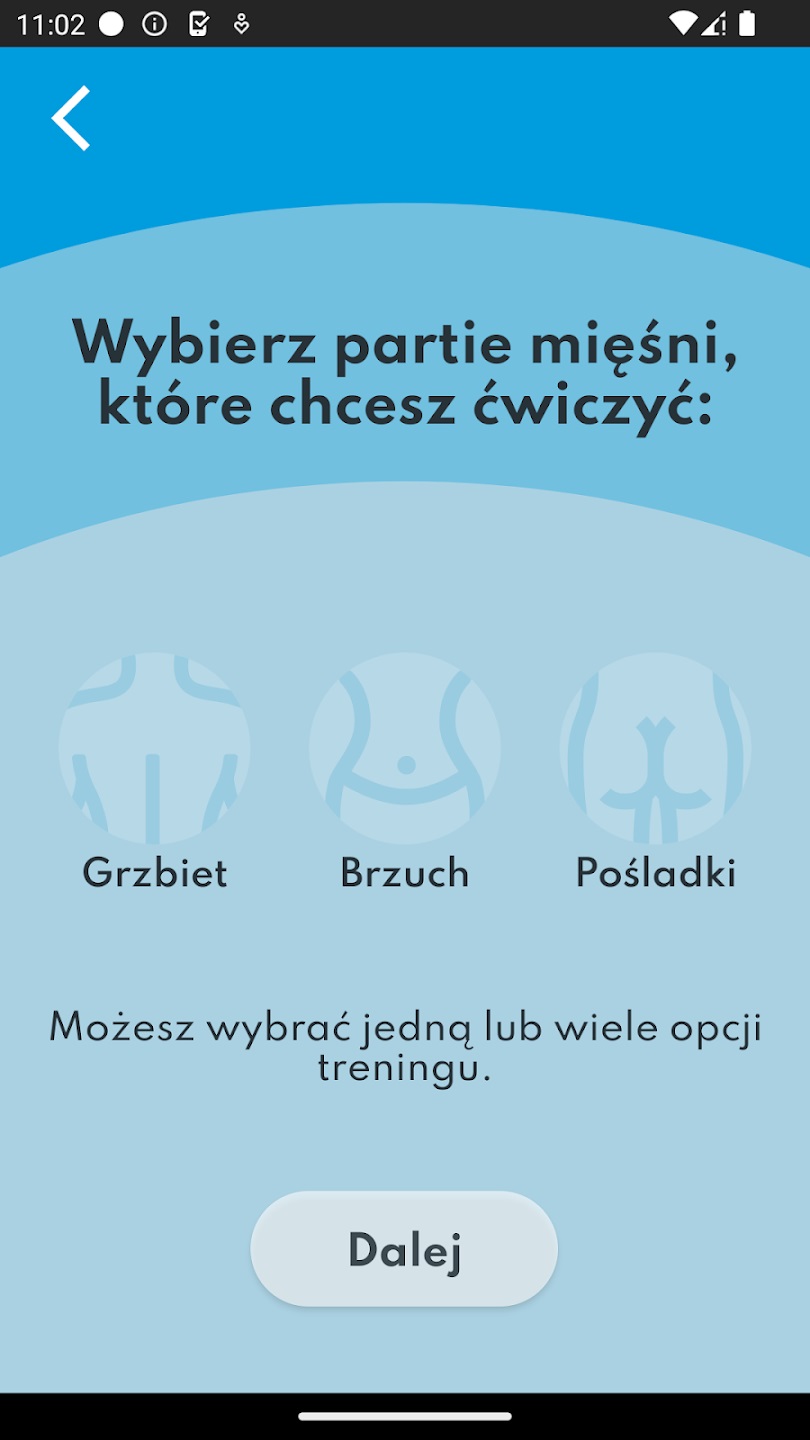 11:02
Wybierz partie mięśni,
które chcesz ćwiczyć:
Grzbiet
Brzuch
Pośladki
Możesz wybrać jedną lub wiele opcji
treningu.
Dalej